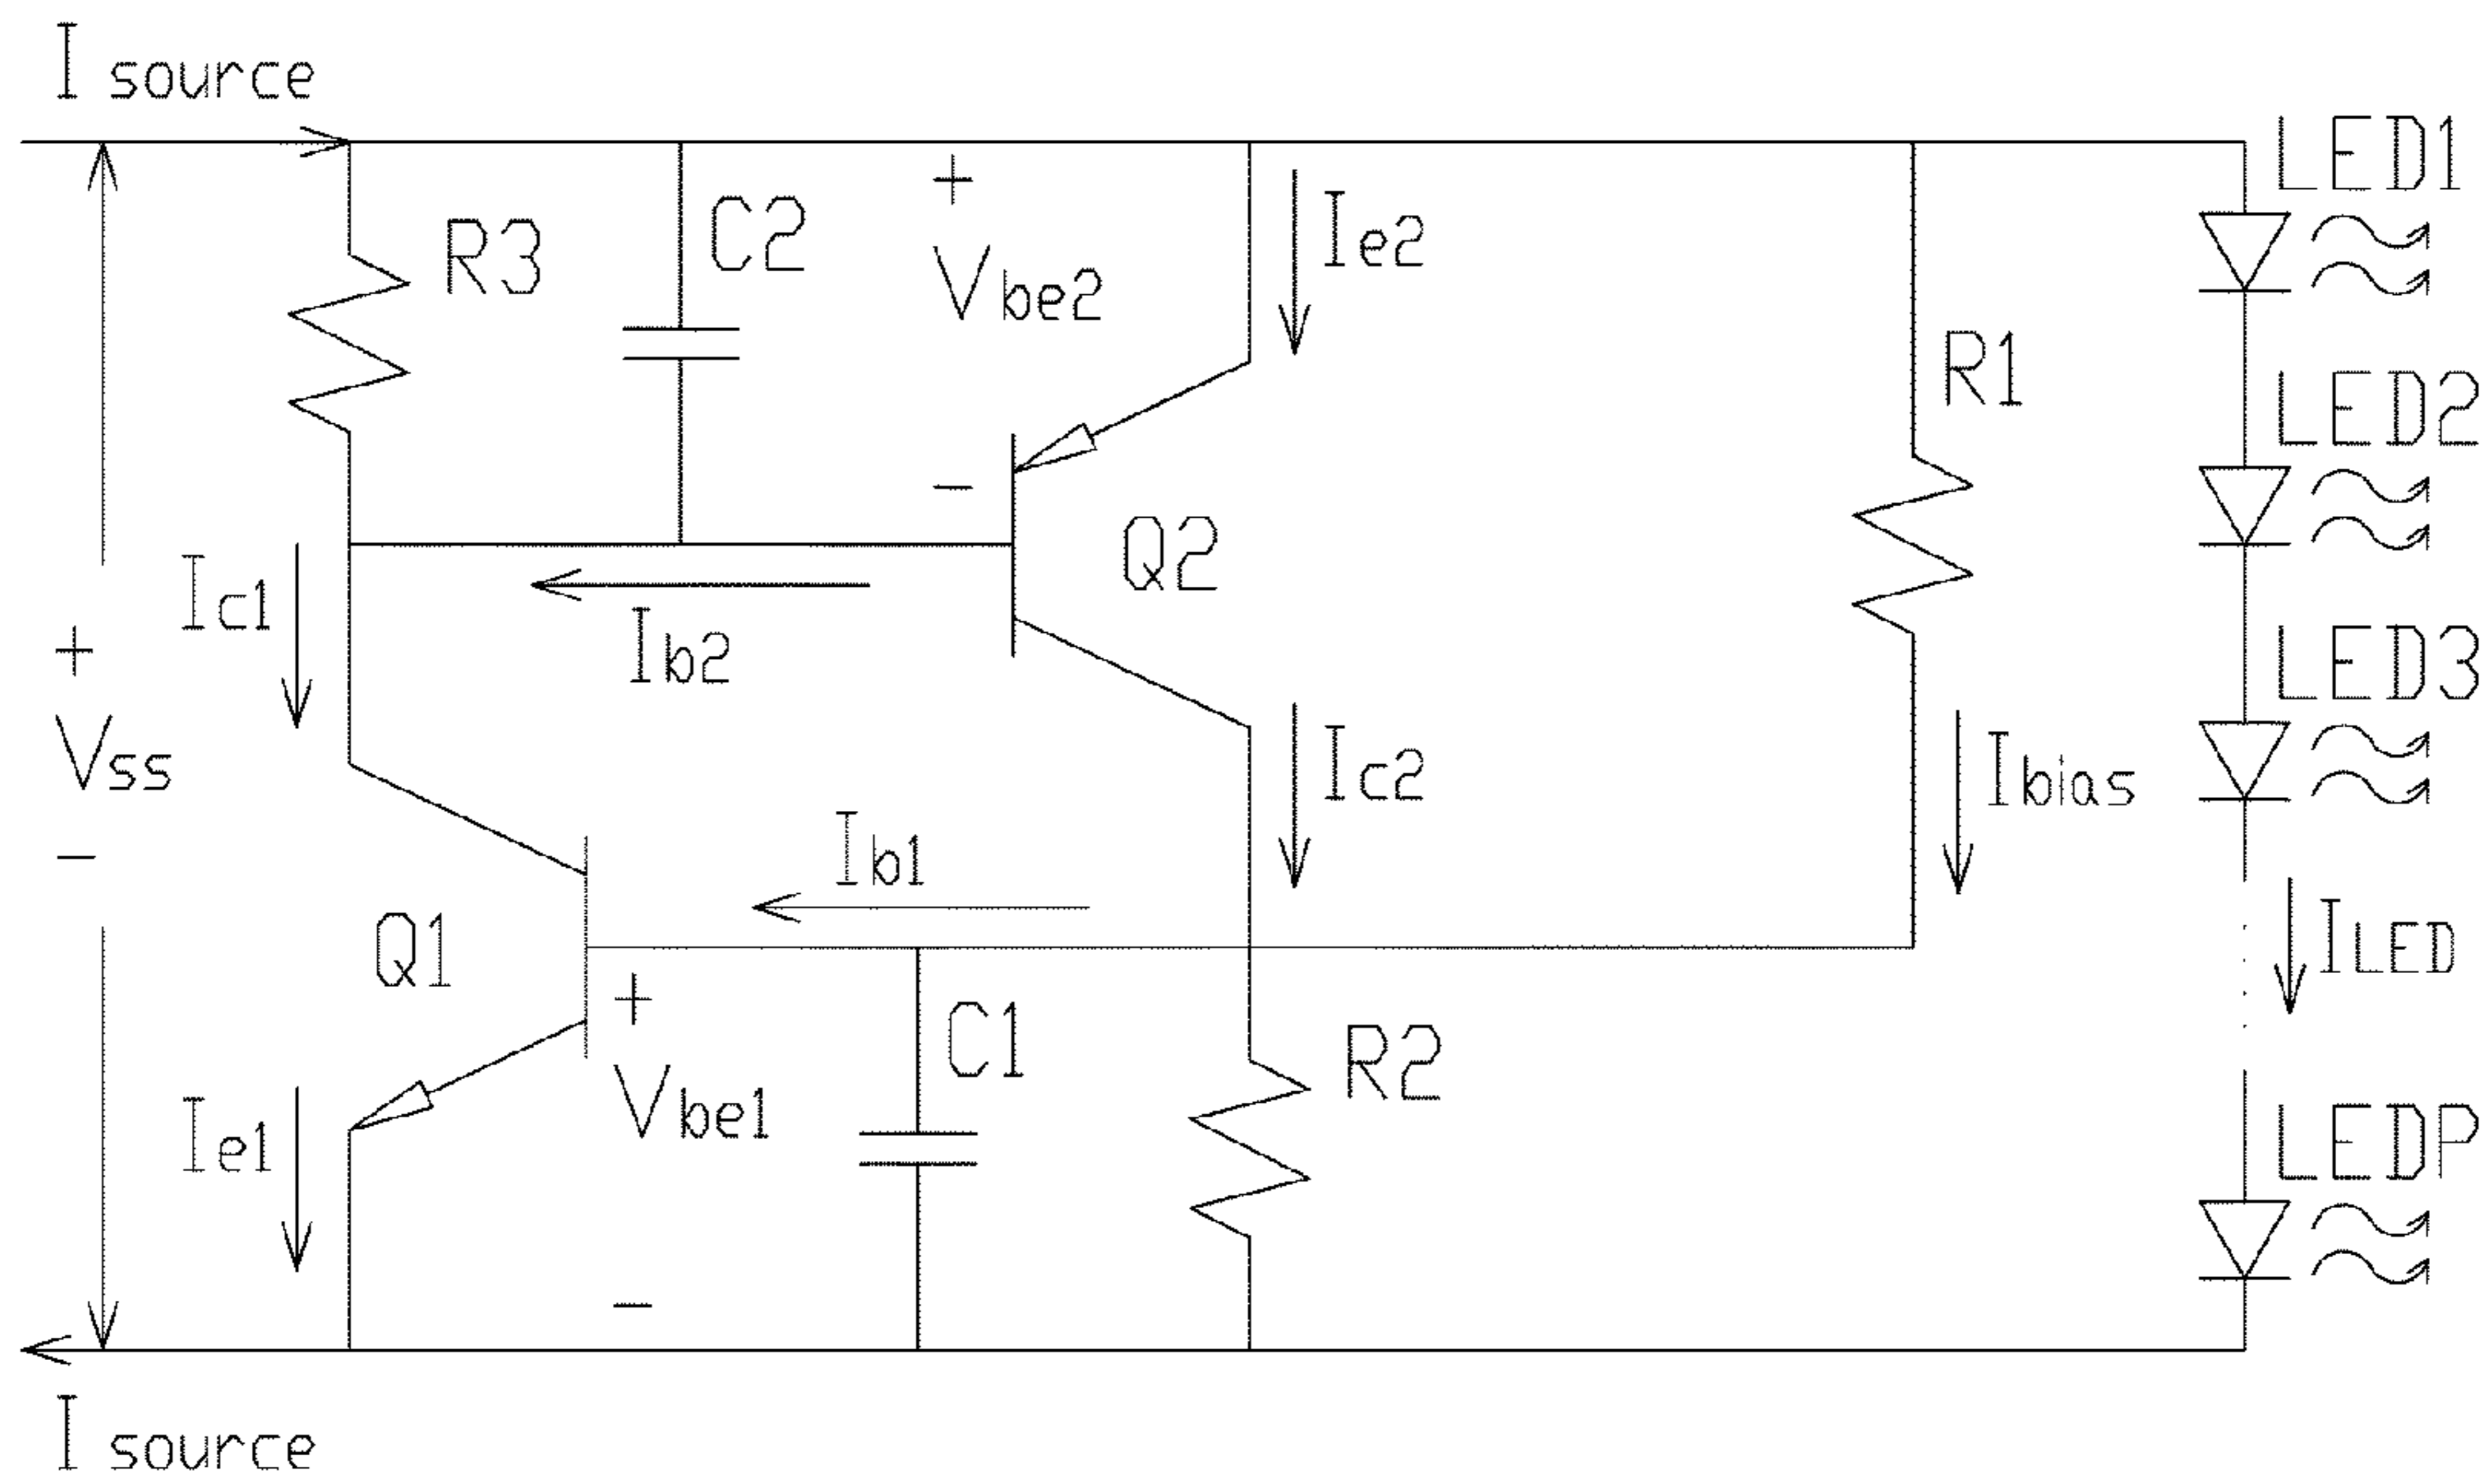 I source
LED1
R3
C2
+
Vbe2
-
Ie2
R1
LED2
Q2
Ic1
Ib2
LED3
+
Vss
-
Ic2
Ibias
Ib1
Q1
ILED
+
Vbe1
-
C1
R2
Ie1
LEDP
I source